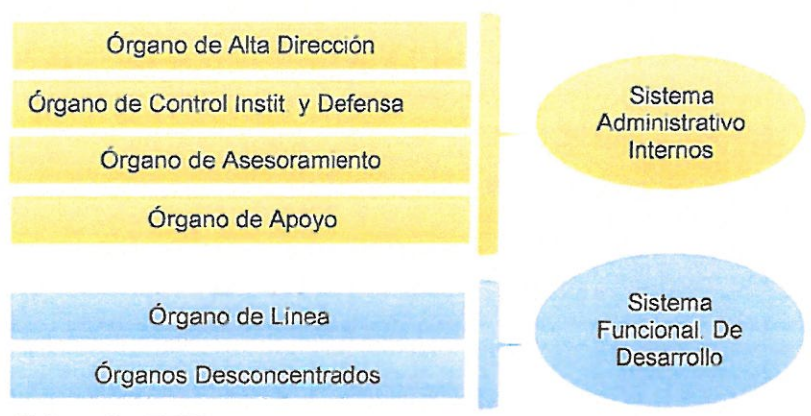 Órgano de Alta Dirección
Órgano de Control Instit. y Defensa
Órgano de Asesoramiento
Órgano de Apoyo
Sistema
Administrativo
Internos
Órgano de Línea
Órganos Desconcentrados
Sistema
Funcional. De
Desarrollo